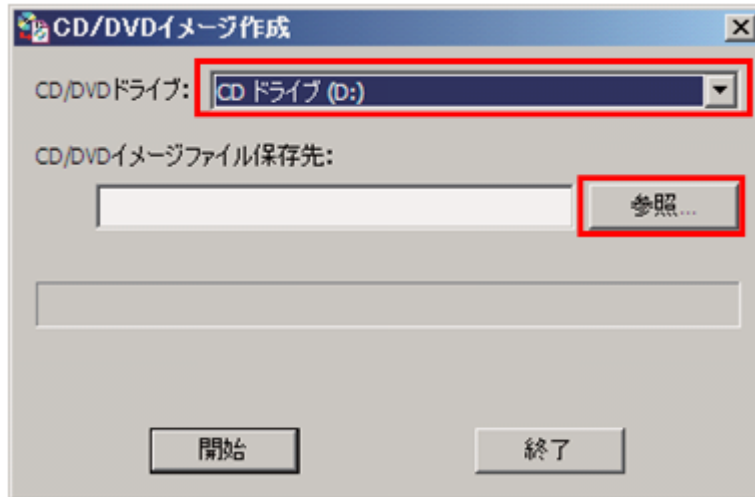 CD/DVDイメージ作成
CD/DVDドライブ: CD ドライブ (D:)
CD/DVDイメージファイル保存先:
参照...
開始 終了